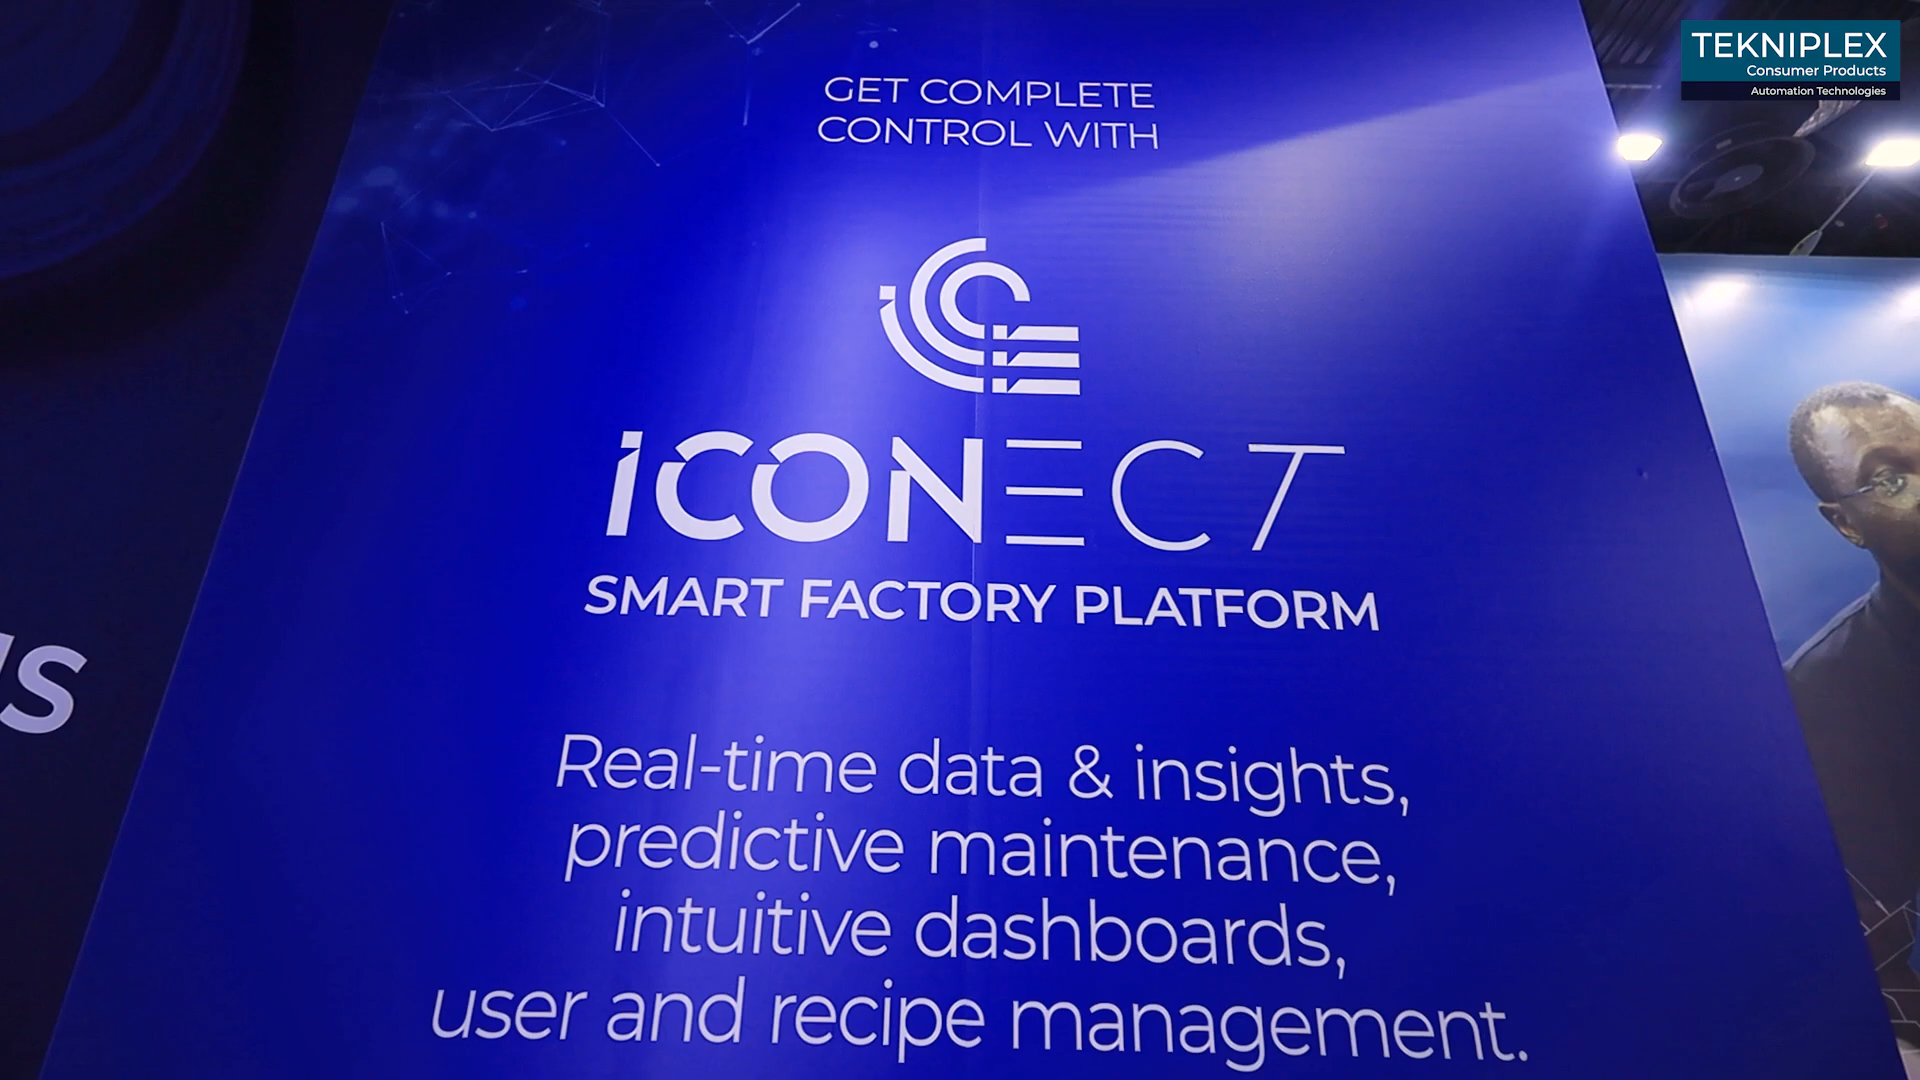 TEKNIPLEX
Consumer Products
Automation Technologies
GET COMPLETE
CONTROL WITH
iCONECT
SMART FACTORY PLATFORM
Real-time data & insights,
predictive maintenance,
intuitive dashboards,
user and recipe management.